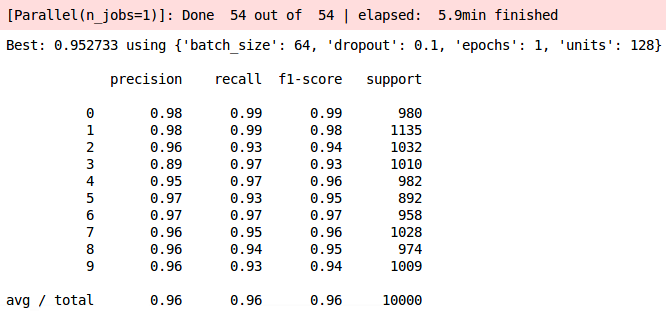 [Parallel(n_jobs=1)]: Done  54 out of  54 | elapsed:  5.9min finished
Best: 0.952733 using {'batch_size': 64, 'dropout': 0.1, 'epochs': 1, 'units': 128}
precision    recall  f1-score   support
0       0.98      0.99      0.99       980
1       0.98      0.99      0.98      1135
2       0.96      0.93      0.94      1032
3       0.89      0.97      0.93      1010
4       0.95      0.97      0.96       982
5       0.97      0.93      0.95       892
6       0.97      0.97      0.97       958
7       0.96      0.95      0.96      1028
8       0.96      0.94      0.95       974
9       0.96      0.93      0.94      1009
avg / total       0.96      0.96      0.96     10000